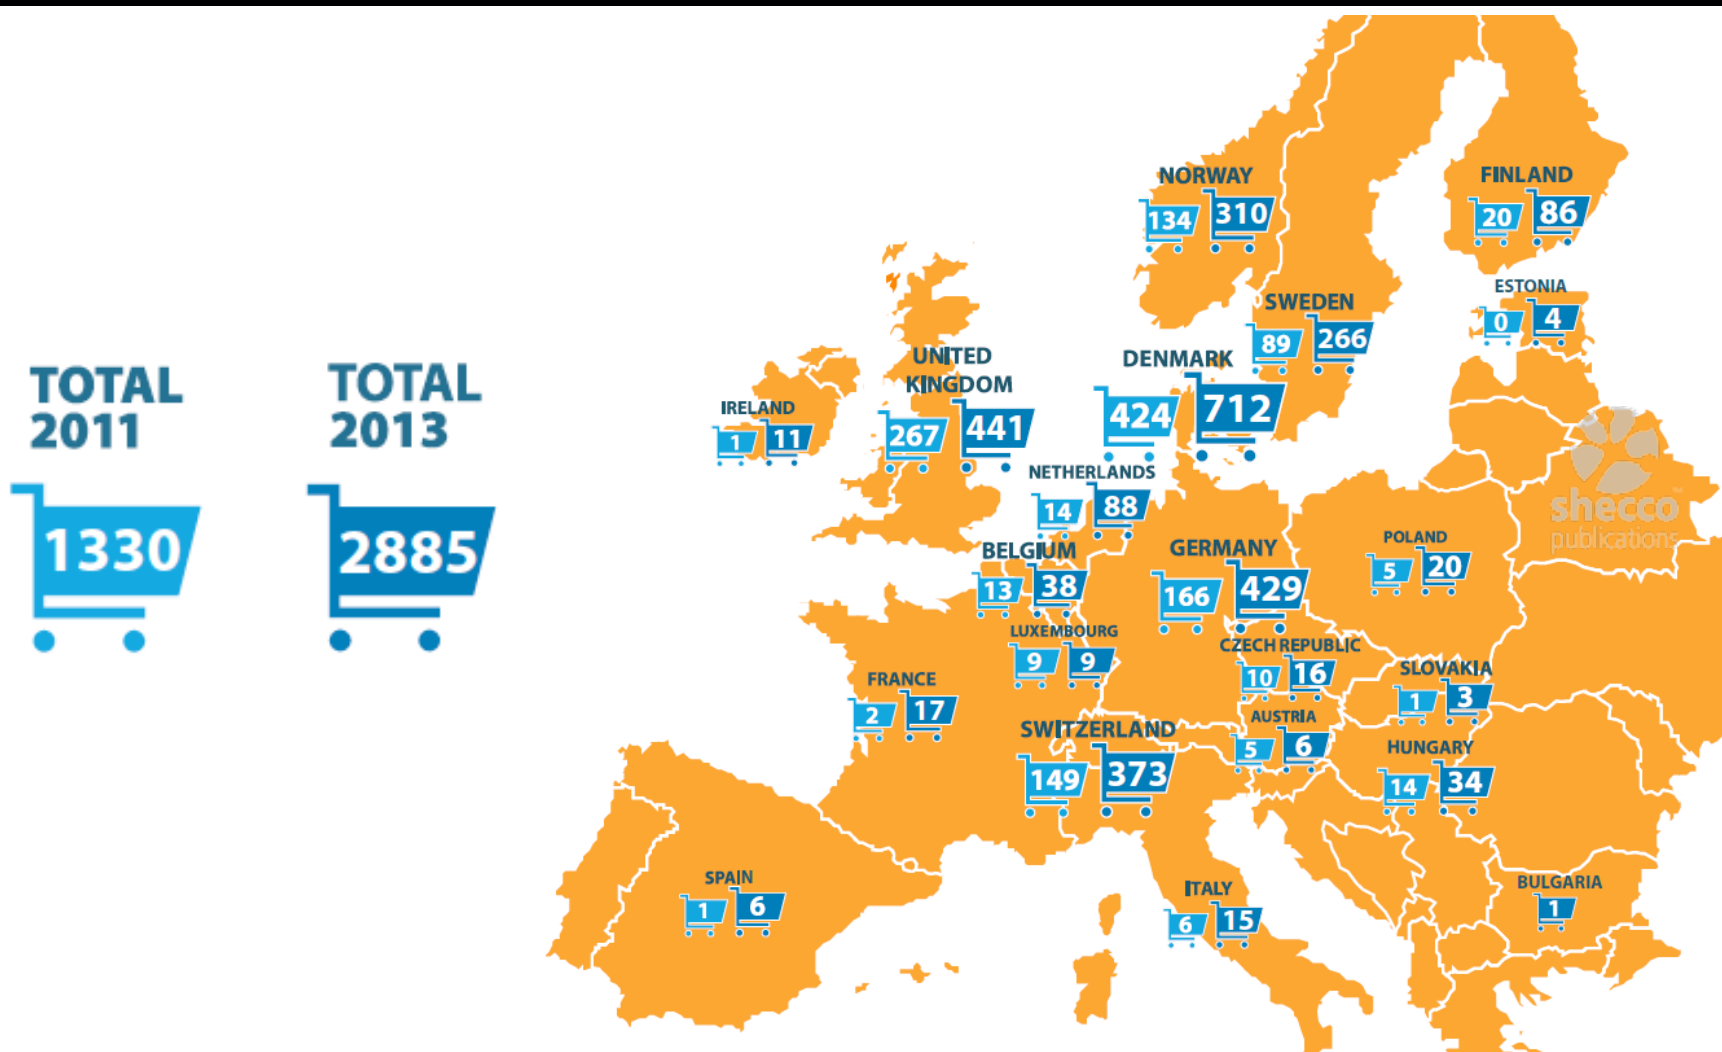 TOTAL
2011
1330
TOTAL
2013
2885
NORWAY
134 310
FINLAND
20 86
ESTONIA
0 4
SWEDEN
89 266
DENMARK
424 712
UNITED
KINGDOM
267 441
IRELAND
1 11
NETHERLANDS
14 88
BELGIUM
13 38
GERMANY
166 429
POLAND
5 20
LUXEMBOURG
9 9
CZECH REPUBLIC
10 16
SLOVAKIA
1 3
FRANCE
2 17
AUSTRIA
5 6
SWITZERLAND
149 373
HUNGARY
14 34
SPAIN
1 6
ITALY
6 15
BULGARIA
1
shecco
publications